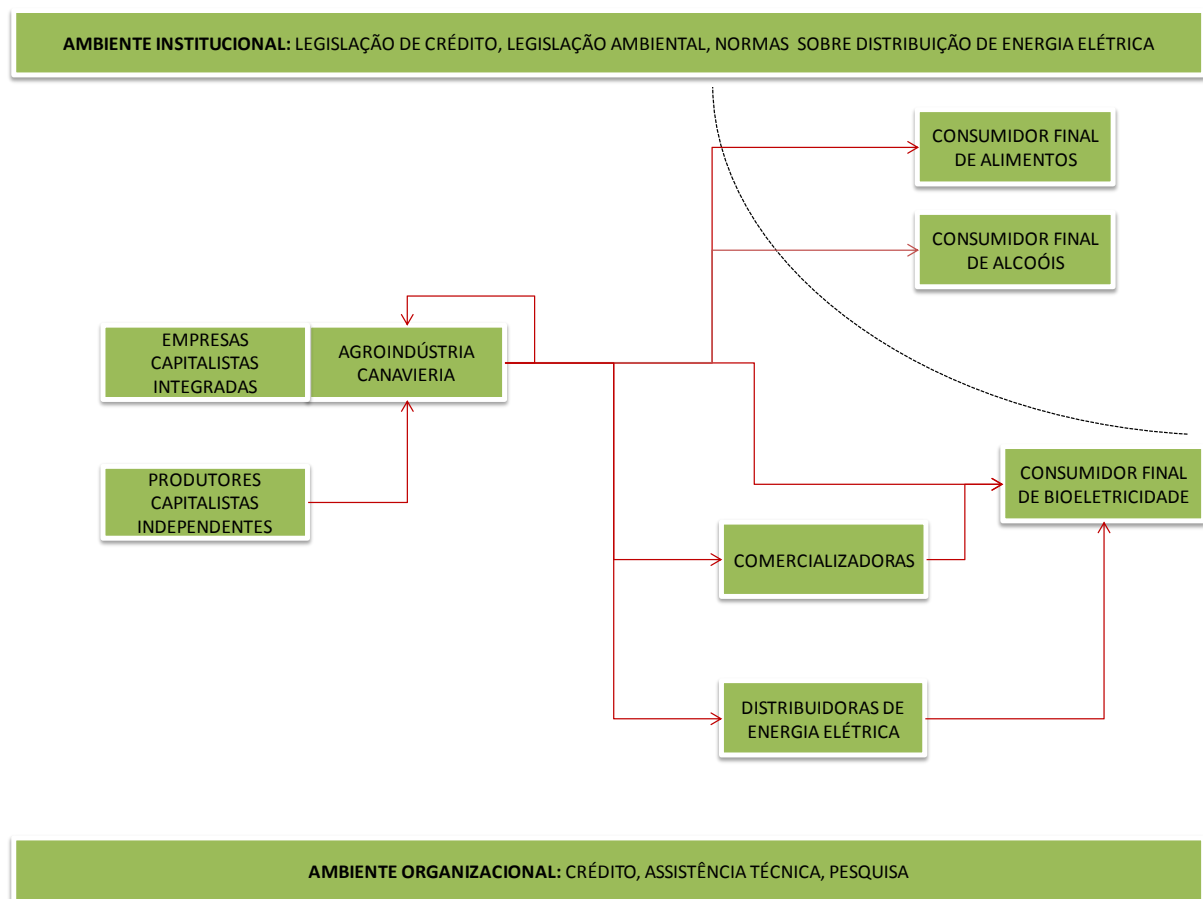 AMBIENTE INSTITUCIONAL: LEGISLAÇÃO DE CRÉDITO, LEGISLAÇÃO AMBIENTAL, NORMAS SOBRE DISTRIBUIÇÃO DE ENERGIA ELÉTRICA
CONSUMIDOR FINAL
DE ALIMENTOS
CONSUMIDOR FINAL
DE ALCOÓIS
EMPRESAS
CAPITALISTAS
INTEGRADAS
AGROINDÚSTRIA
CANAVIERIA
PRODUTORES
CAPITALISTAS
INDEPENDENTES
CONSUMIDOR FINAL
DE BIOELETRICIDADE
COMERCIALIZADORAS
DISTRIBUIDORAS DE
ENERGIA ELÉTRICA
AMBIENTE ORGANIZACIONAL: CRÉDITO, ASSISTÊNCIA TÉCNICA, PESQUISA